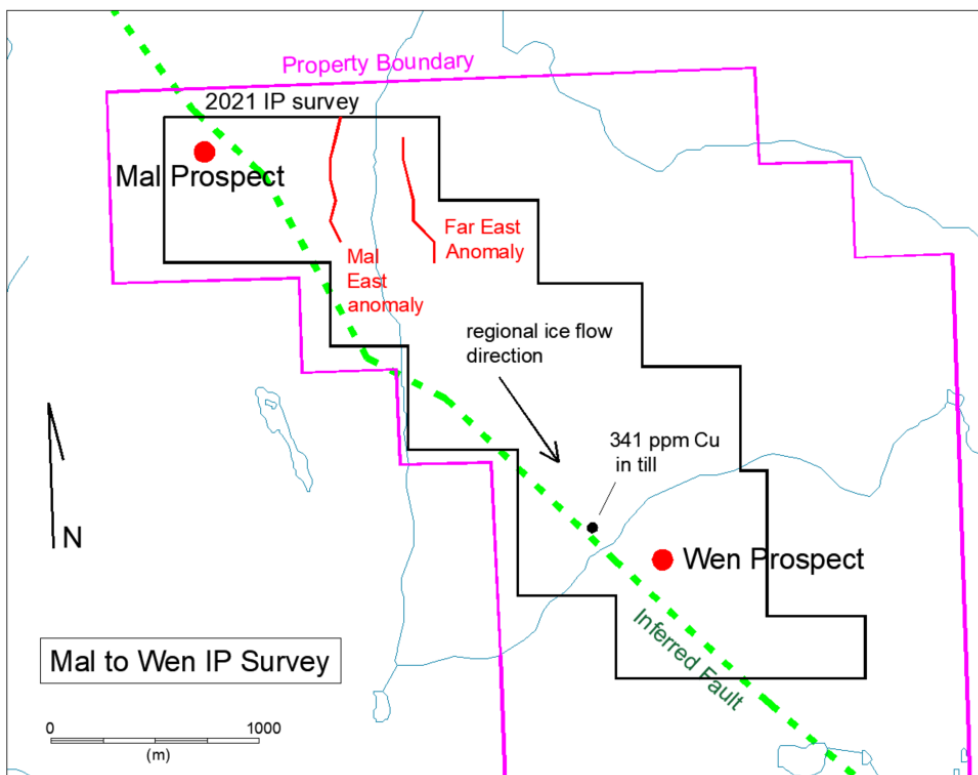 Property Boundary
2021 IP survey
Mal Prospect
Mal
East
anomaly
Far East
Anomaly
regional ice flow
direction
341 ppm Cu
in till
Wen Prospect
N
Inferred Fault
Mal to Wen IP Survey
0 1000
(m)